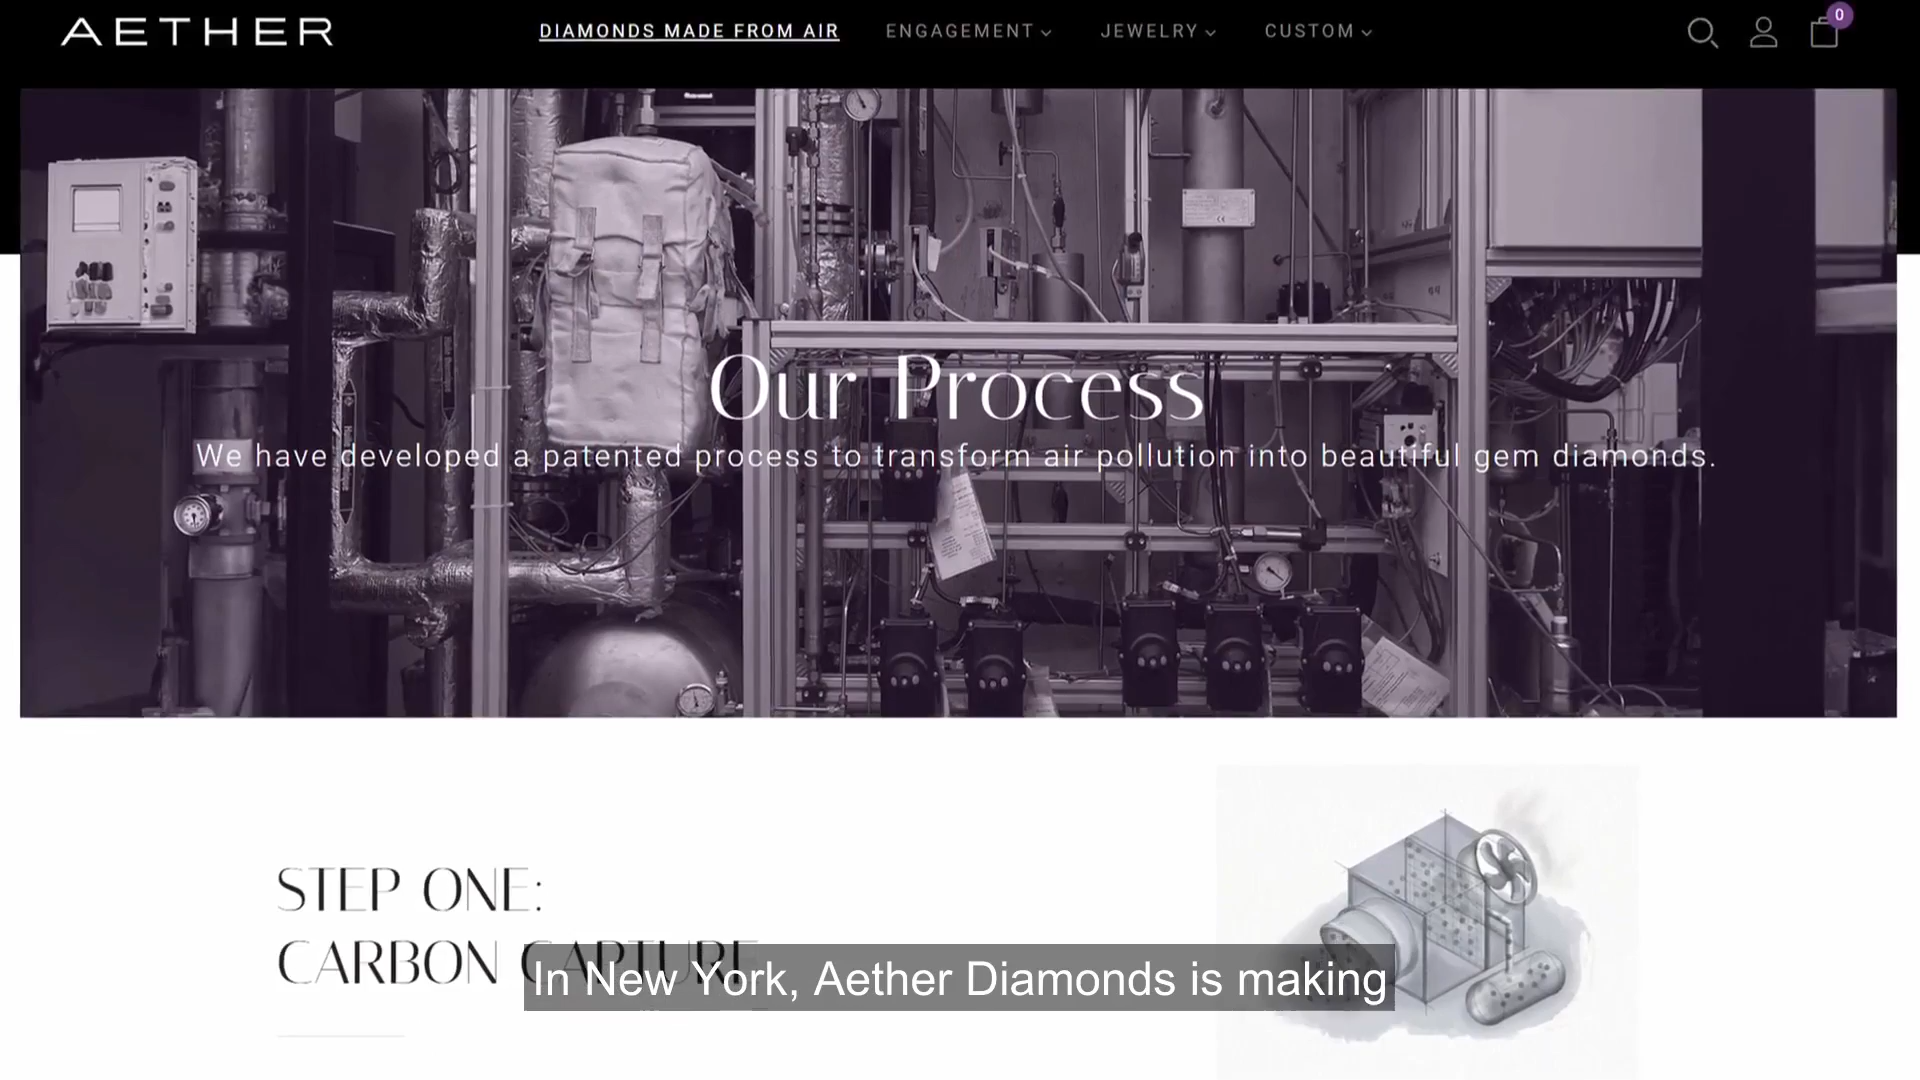 AETHER
DIAMONDS MADE FROM AIR
ENGAGEMENT
JEWELRY
CUSTOM
0
Our Process
We have developed a patented process to transform air pollution into beautiful gem diamonds.
STEP ONE:
CARBON CAPTURE
In New York, Aether Diamonds is making